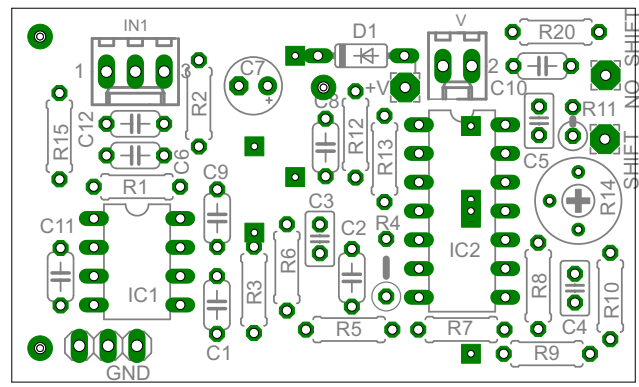 IN1
D1
V
R20
NO SHIFT
1
3
C7
+
+V
2
C10
R2
C8
R11
R15
C12
R12
R13
C5
SHIFT
C6
R1
C9
R14
C3
C11
R4
C2
IC2
R6
IC1
R3
R8
R10
C1
R5
R7
C4
R9
GND